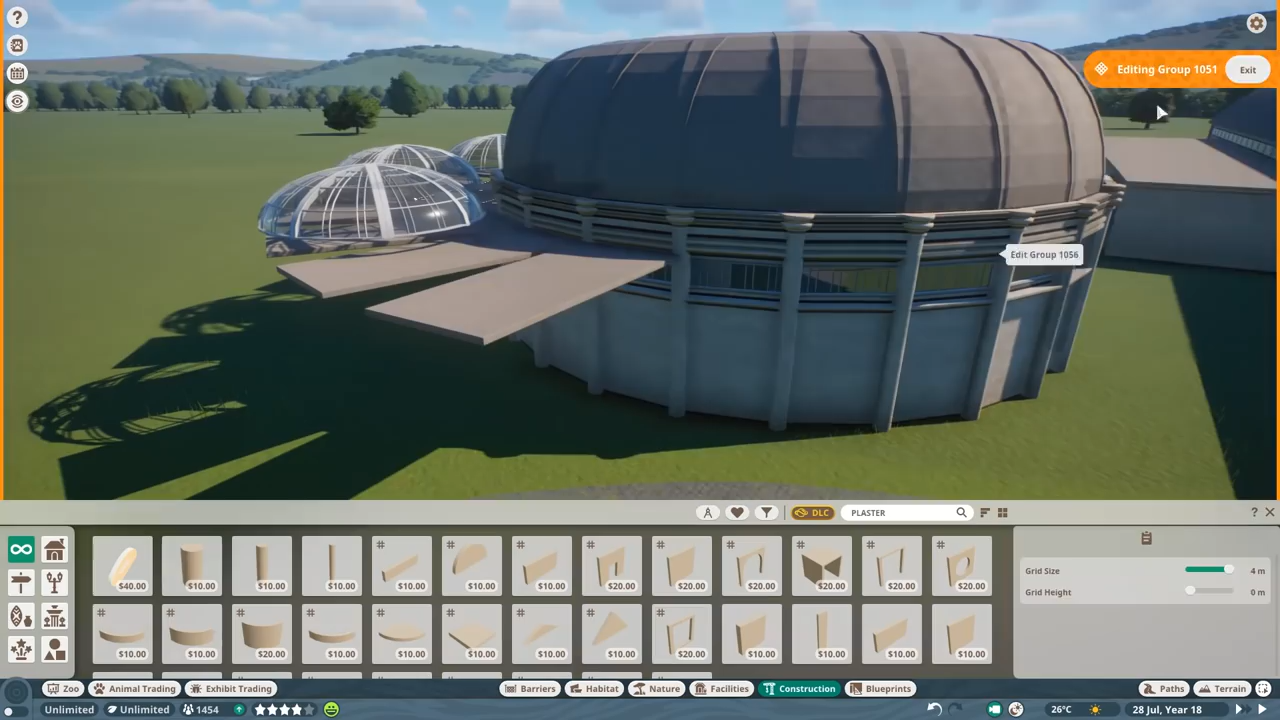 Editing Group 1051
Exit
Edit Group 1056
DLC
PLASTER
$40.00 $10.00 $10.00 $10.00 $10.00 $10.00 $10.00 $20.00 $20.00 $20.00 $20.00 $20.00 $20.00
$10.00 $10.00 $20.00 $10.00 $10.00 $10.00 $10.00 $10.00 $20.00 $10.00 $10.00 $10.00 $10.00
Grid Size 4 m
Grid Height 0 m
Zoo Animal Trading Exhibit Trading Barriers Habitat Nature Facilities Construction Blueprints Paths Terrain
Unlimited Unlimited 1454 26°C 28 Jul, Year 18